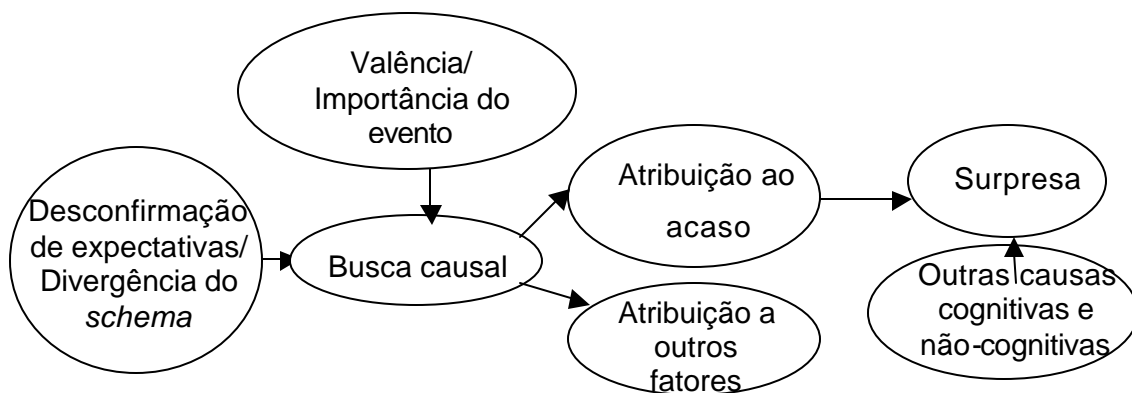 Valência/
Importância do
evento
Desconfirmação
de expectativas/
Divergência do
schema
Busca causal
Atribuição ao
acaso
Atribuição a
outros
fatores
Surpresa
Outras causas
cognitivas e
não-cognitivas